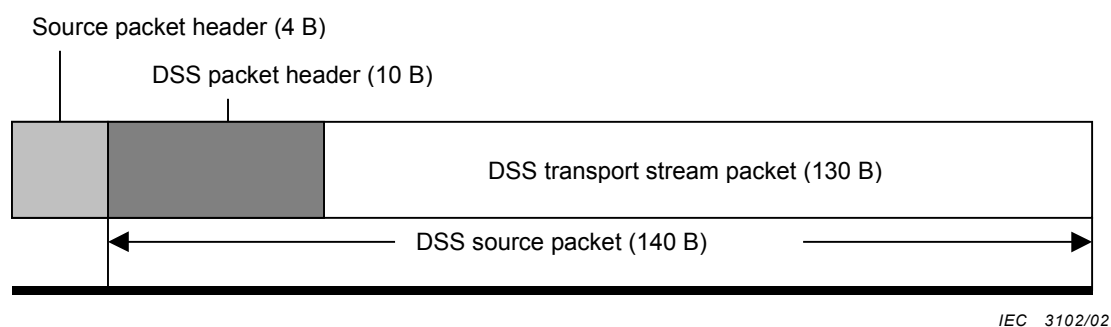 Source packet header (4 B)
DSS packet header (10 B)
DSS transport stream packet (130 B)
DSS source packet (140 B)
IEC 3102/02